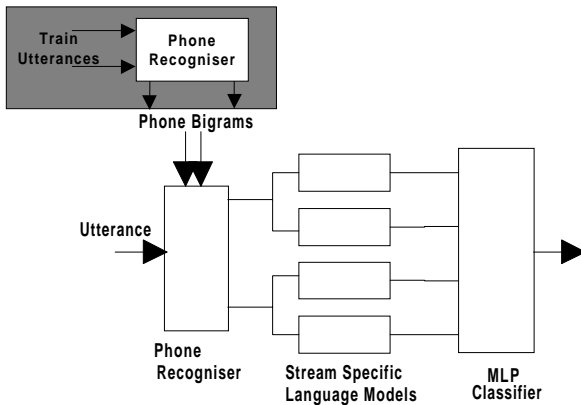 Train
Utterances
Phone
Recogniser
Phone Bigrams
Utterance
Phone
Recogniser
Stream Specific
Language Models
MLP
Classifier